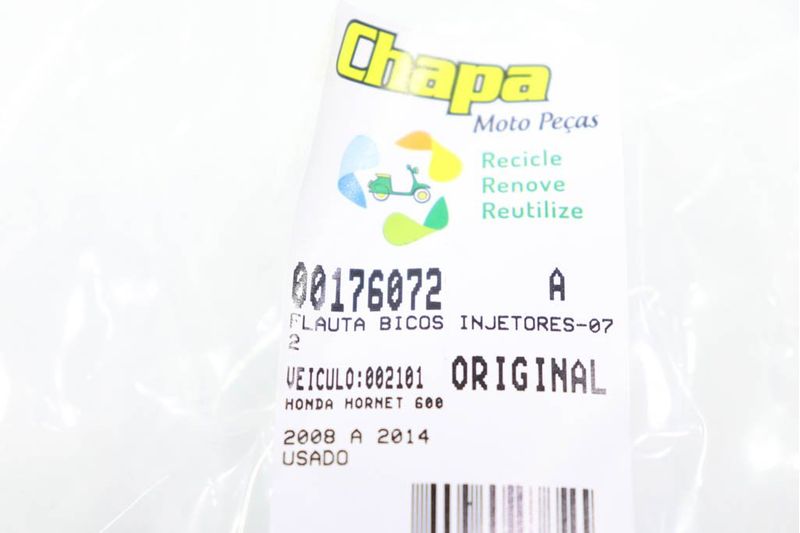 Chapa
Moto Peças
Recicle
Renove
Reutilize
00176072 A
FLAUTA BICOS INJETORES-07
2
VEICULO:002101 ORIGINAL
HONDA HORNET 600
2008 A 2014
USADO